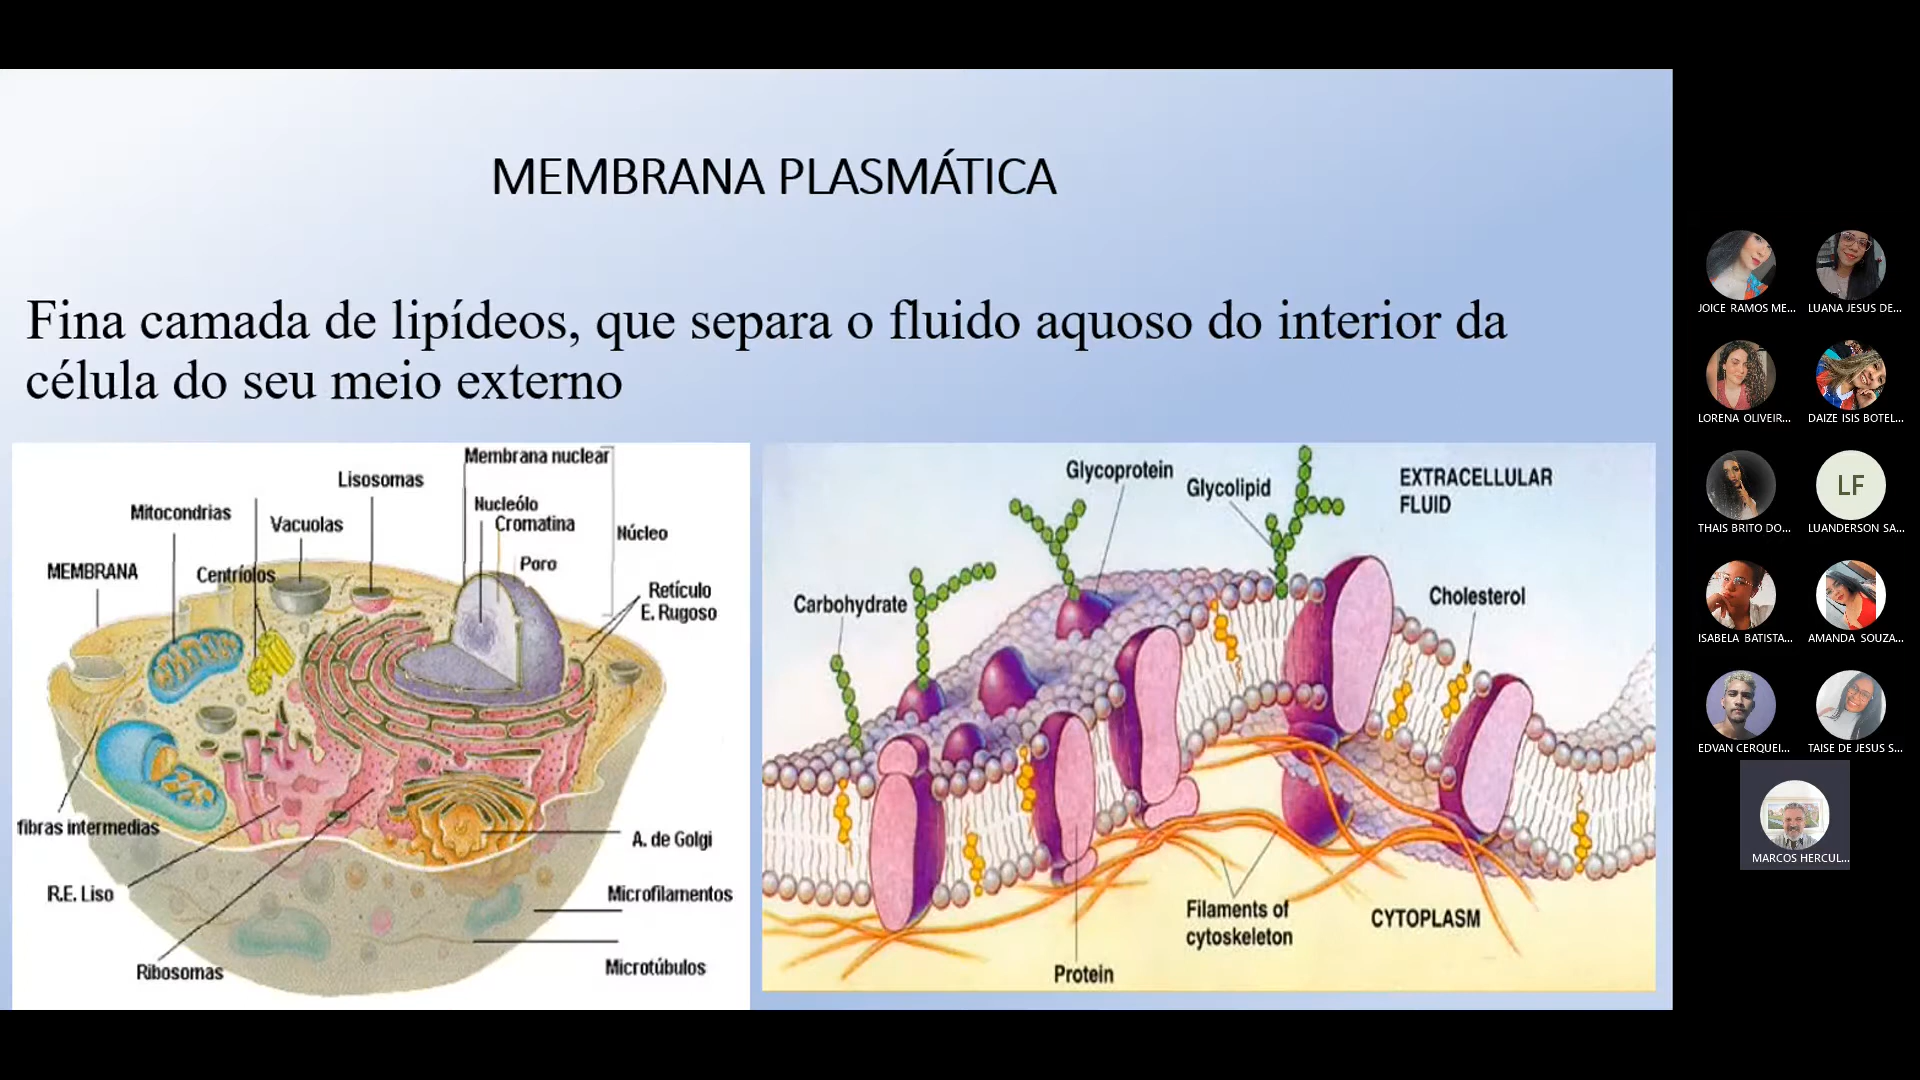 MEMBRANA PLASMÁTICA
Fina camada de lipídeos, que separa o fluido aquoso do interior da
célula do seu meio externo
Membrana nuclear
Lisosomas
Nucleólo
Mitocondrias
Vacuolas
Cromatina
Núcleo
Poro
MEMBRANA
Centríolos
Retículo
E. Rugoso
fibras intermedias
A. de Golgi
R.E. Liso
Microfilamentos
Ribosomas
Microtúbulos
Glycoprotein
Glycolipid
EXTRACELLULAR
FLUID
Carbohydrate
Cholesterol
Filaments of
cytoskeleton
CYTOPLASM
Protein
JOICE RAMOS ME...
LUANA JESUS DE...
LORENA OLIVEIR...
DAIZE ISIS BOTEL...
THAIS BRITO DO...
LF
LUANDERSON SA...
ISABELA BATISTA...
AMANDA SOUZA...
EDVAN CERQUEI...
TAISE DE JESUS S...
MARCOS HERCUL...